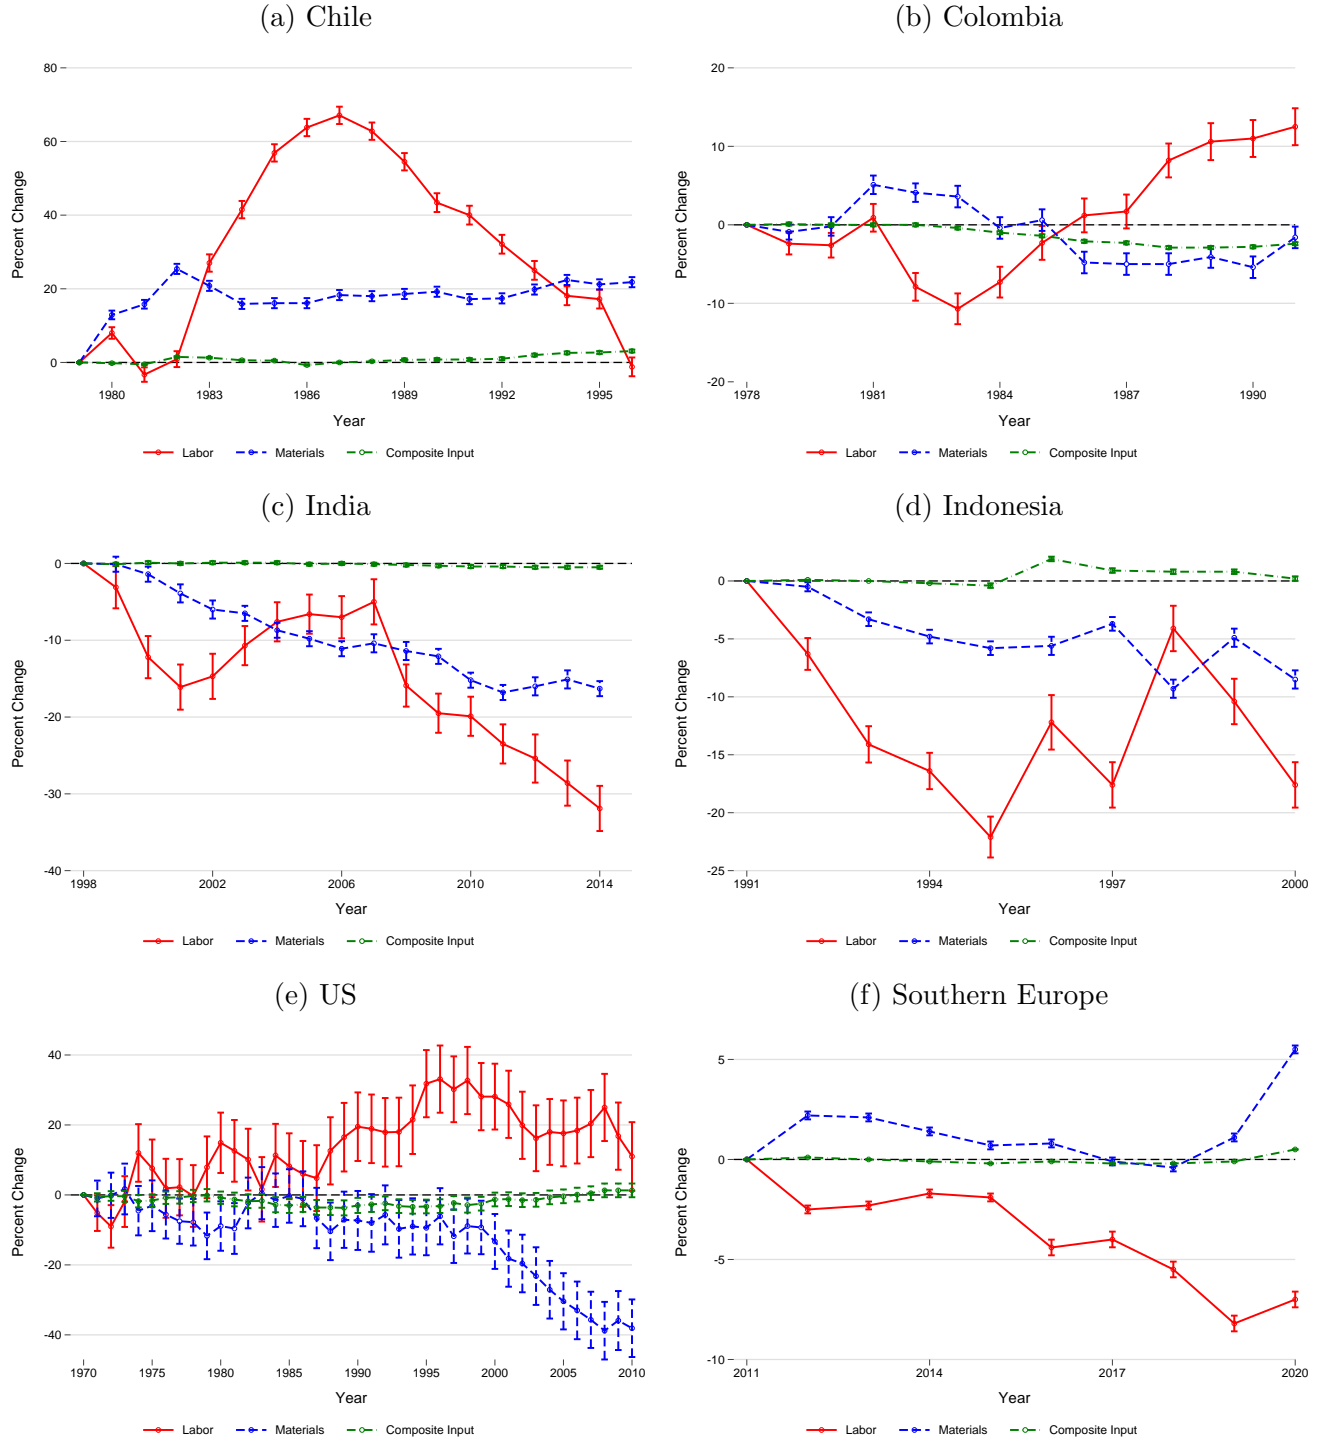 (a) Chile
80
60
40
20
0
Percent Change
1980 1983 1986 1989 1992 1995
Year
Labor Materials Composite Input
(b) Colombia
20
10
0
-10
-20
Percent Change
1978 1981 1984 1987 1990
Year
Labor Materials Composite Input
(c) India
0
-10
-20
-30
-40
Percent Change
1998 2002 2006 2010 2014
Year
Labor Materials Composite Input
(d) Indonesia
0
-5
-10
-15
-20
-25
Percent Change
1991 1994 1997 2000
Year
Labor Materials Composite Input
(e) US
40
20
0
-20
-40
Percent Change
1970 1975 1980 1985 1990 1995 2000 2005 2010
Year
Labor Materials Composite Input
(f) Southern Europe
5
0
-5
-10
Percent Change
2011 2014 2017 2020
Year
Labor Materials Composite Input